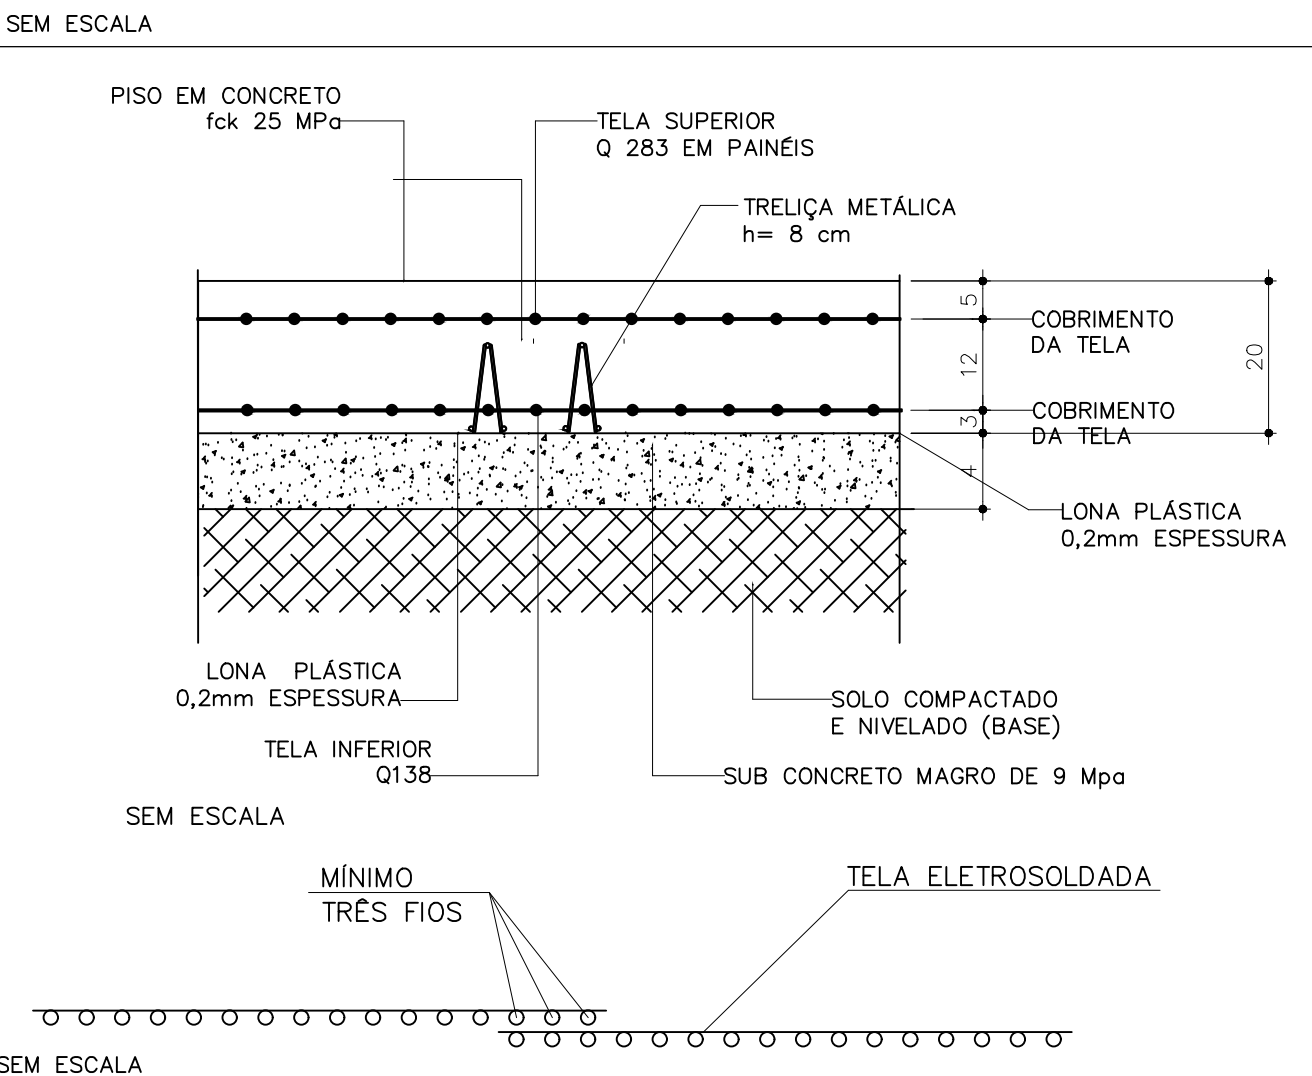 SEM ESCALA
PISO EM CONCRETO
fck 25 MPa
TELA SUPERIOR
Q 283 EM PAINÉIS
TRELIÇA METÁLICA
h= 8 cm
5
COBRIMENTO
DA TELA
12
20
COBRIMENTO
DA TELA
3
4
LONA PLÁSTICA
0,2mm ESPESSURA
LONA PLÁSTICA
0,2mm ESPESSURA
SOLO COMPACTADO
E NIVELADO (BASE)
TELA INFERIOR
Q138
SUB CONCRETO MAGRO DE 9 Mpa
SEM ESCALA
MÍNIMO
TRÊS FIOS
TELA ELETROSOLDADA
SEM ESCALA